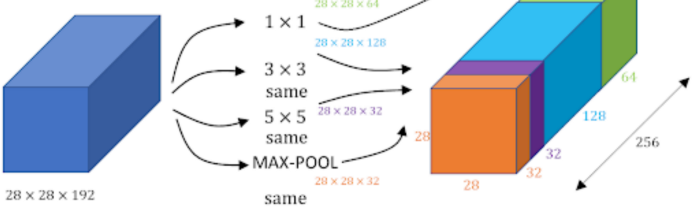 28 × 28 × 64
1 × 1
28 × 28 × 128
3 × 3
same
28 × 28 × 32
5 × 5
same
MAX-POOL
28 × 28 × 32
same
28 × 28 × 192
28
28
32
32
128
64
256